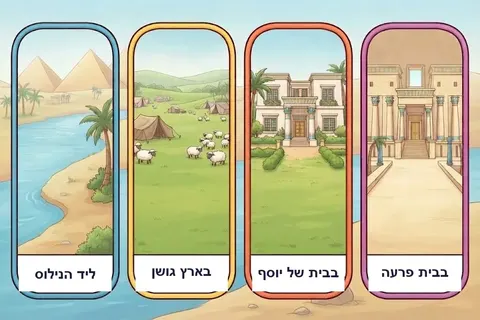 בבית פרעה
בבית של יוסף
בארץ גושן
ליד הנילוס